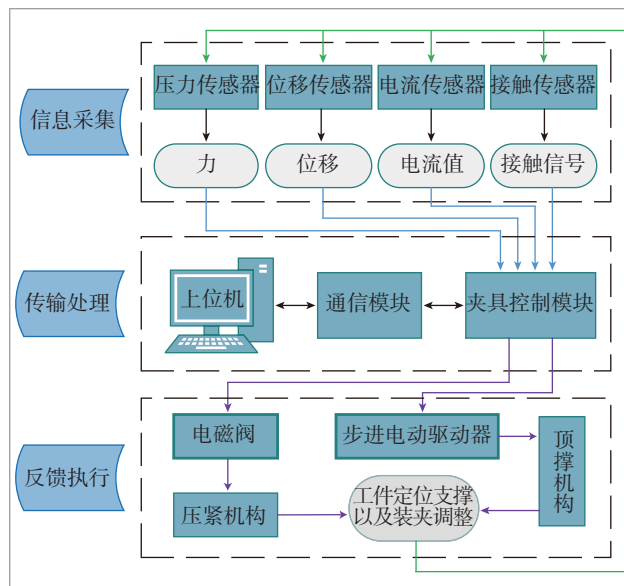 信息采集
压力传感器
位移传感器
电流传感器
接触传感器
力
位移
电流值
接触信号
传输处理
上位机
通信模块
夹具控制模块
反馈执行
电磁阀
步进电动驱动器
顶撑机构
压紧机构
工件定位支撑
以及装夹调整